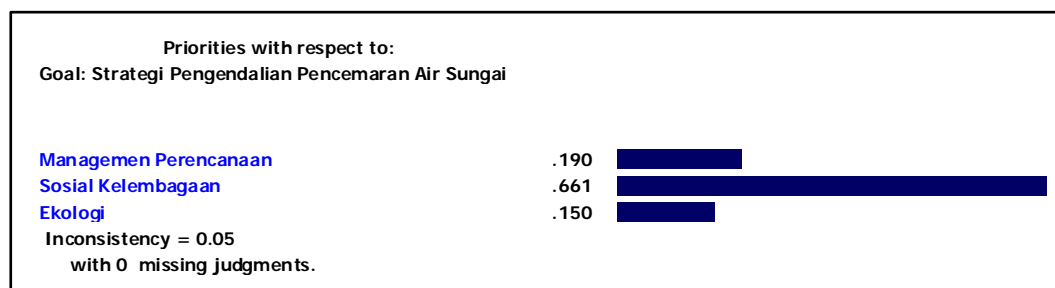 Priorities with respect to:
Goal: Strategi Pengendalian Pencemaran Air Sungai
Managemen Perencanaan .190
Sosial Kelembagaan .661
Ekologi .150
Inconsistency = 0.05
with 0 missing judgments.